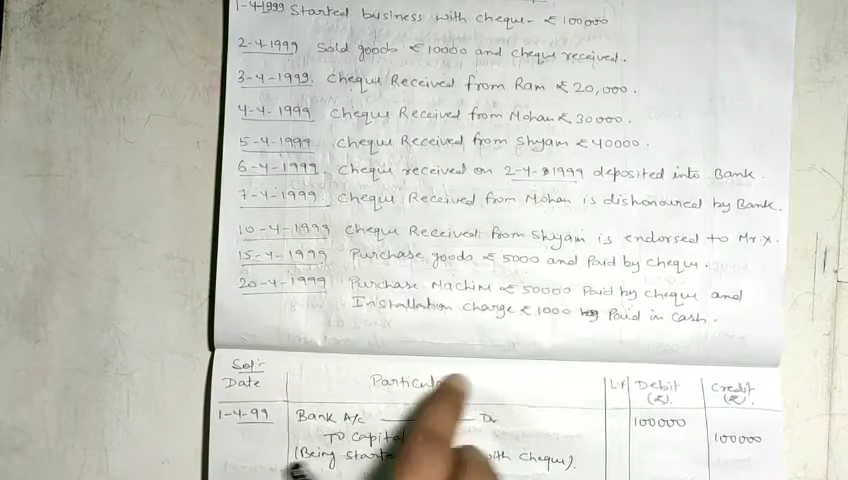 1-4-1999 Started business with cheque- ₹ 100000
2-4-1999 Sold goods ₹ 10000 and cheque received.
3-4-1999. cheque Received from Ram ₹ 20,000.
4-4-1999 cheque Received from Mohan ₹ 30000.
5-4-1999. cheque Received from Shyam ₹ 40000.
6-4-1999. cheque received on 2-4-1999 deposited into Bank.
7-4-1999. cheque Received from Mohan is dishonoured by Bank.
10-4-1999 cheque Received from Shyam is endorsed to Mr.X.
15-4-1999 Purchase goods ₹ 5000 and Paid by cheque.
20-4-1999 Purchase Machine ₹ 50000 Paid by cheque and
Installation charge ₹ 1000 Paid in cash.
Soln
Date Particula L.f Debit (₹) Credit (₹).
1-4-99 Bank A/c Dr 100000
To Capital 100000
(Being Starte with cheque).